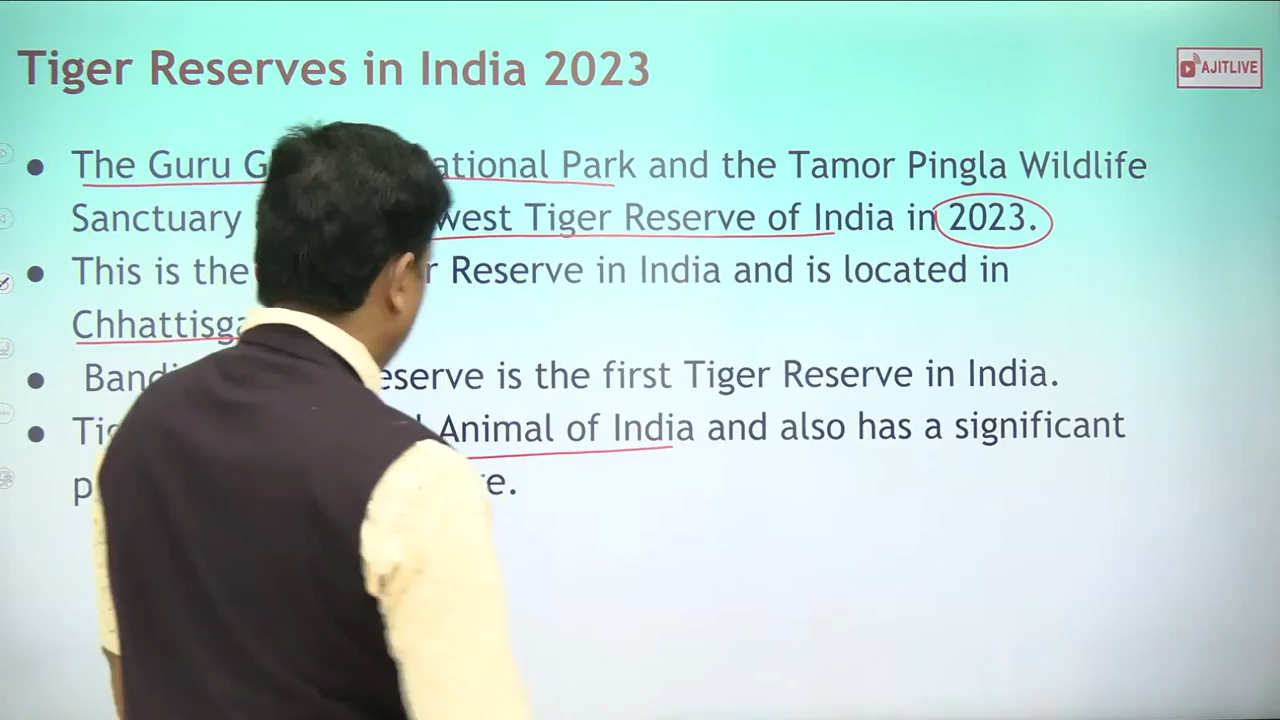 Tiger Reserves in India 2023
AJITLIVE
The Guru G ational Park and the Tamor Pingla Wildlife
Sanctuary west Tiger Reserve of India in 2023.
This is the r Reserve in India and is located in
Chhattisga
Band eserve is the first Tiger Reserve in India.
Tig Animal of India and also has a significant
p e.